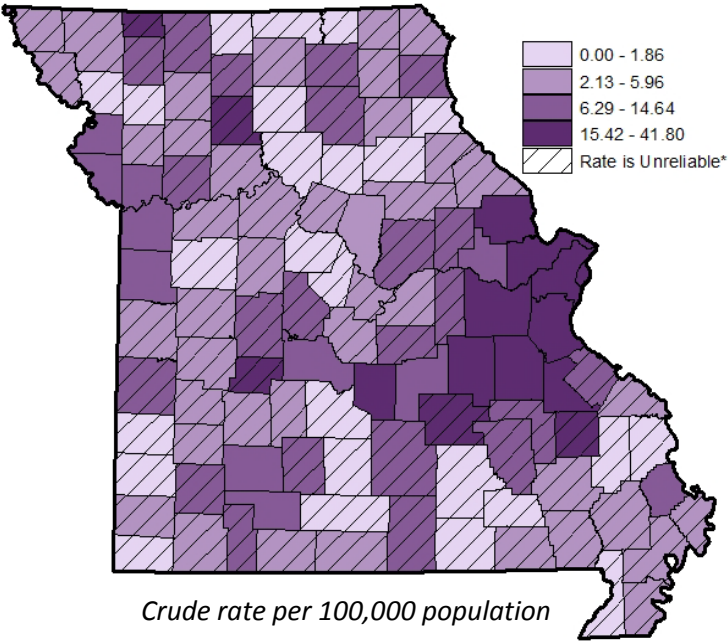 0.00 - 1.86
2.13 - 5.96
6.29 - 14.64
15.42 - 41.80
Rate is Unreliable*
Crude rate per 100,000 population